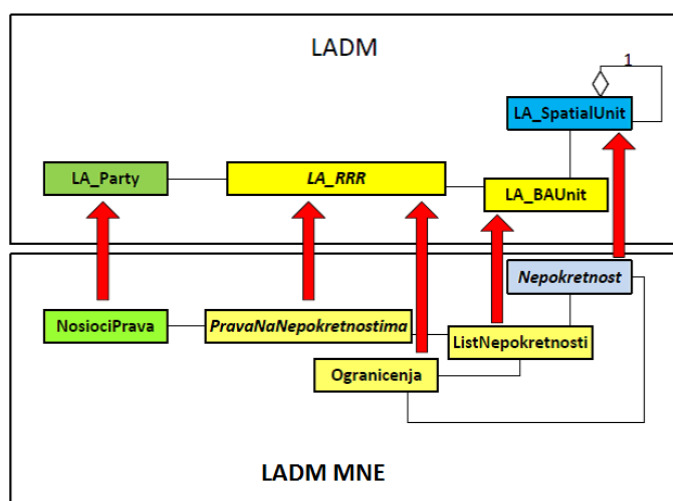 LADM
1
LA_SpatialUnit
LA_Party
LA_RRR
LA_BAUnit
Nepokretnost
NosiociPrava
PravaNaNepokretnostima
ListNepokretnosti
Ogranicenja
LADM MNE